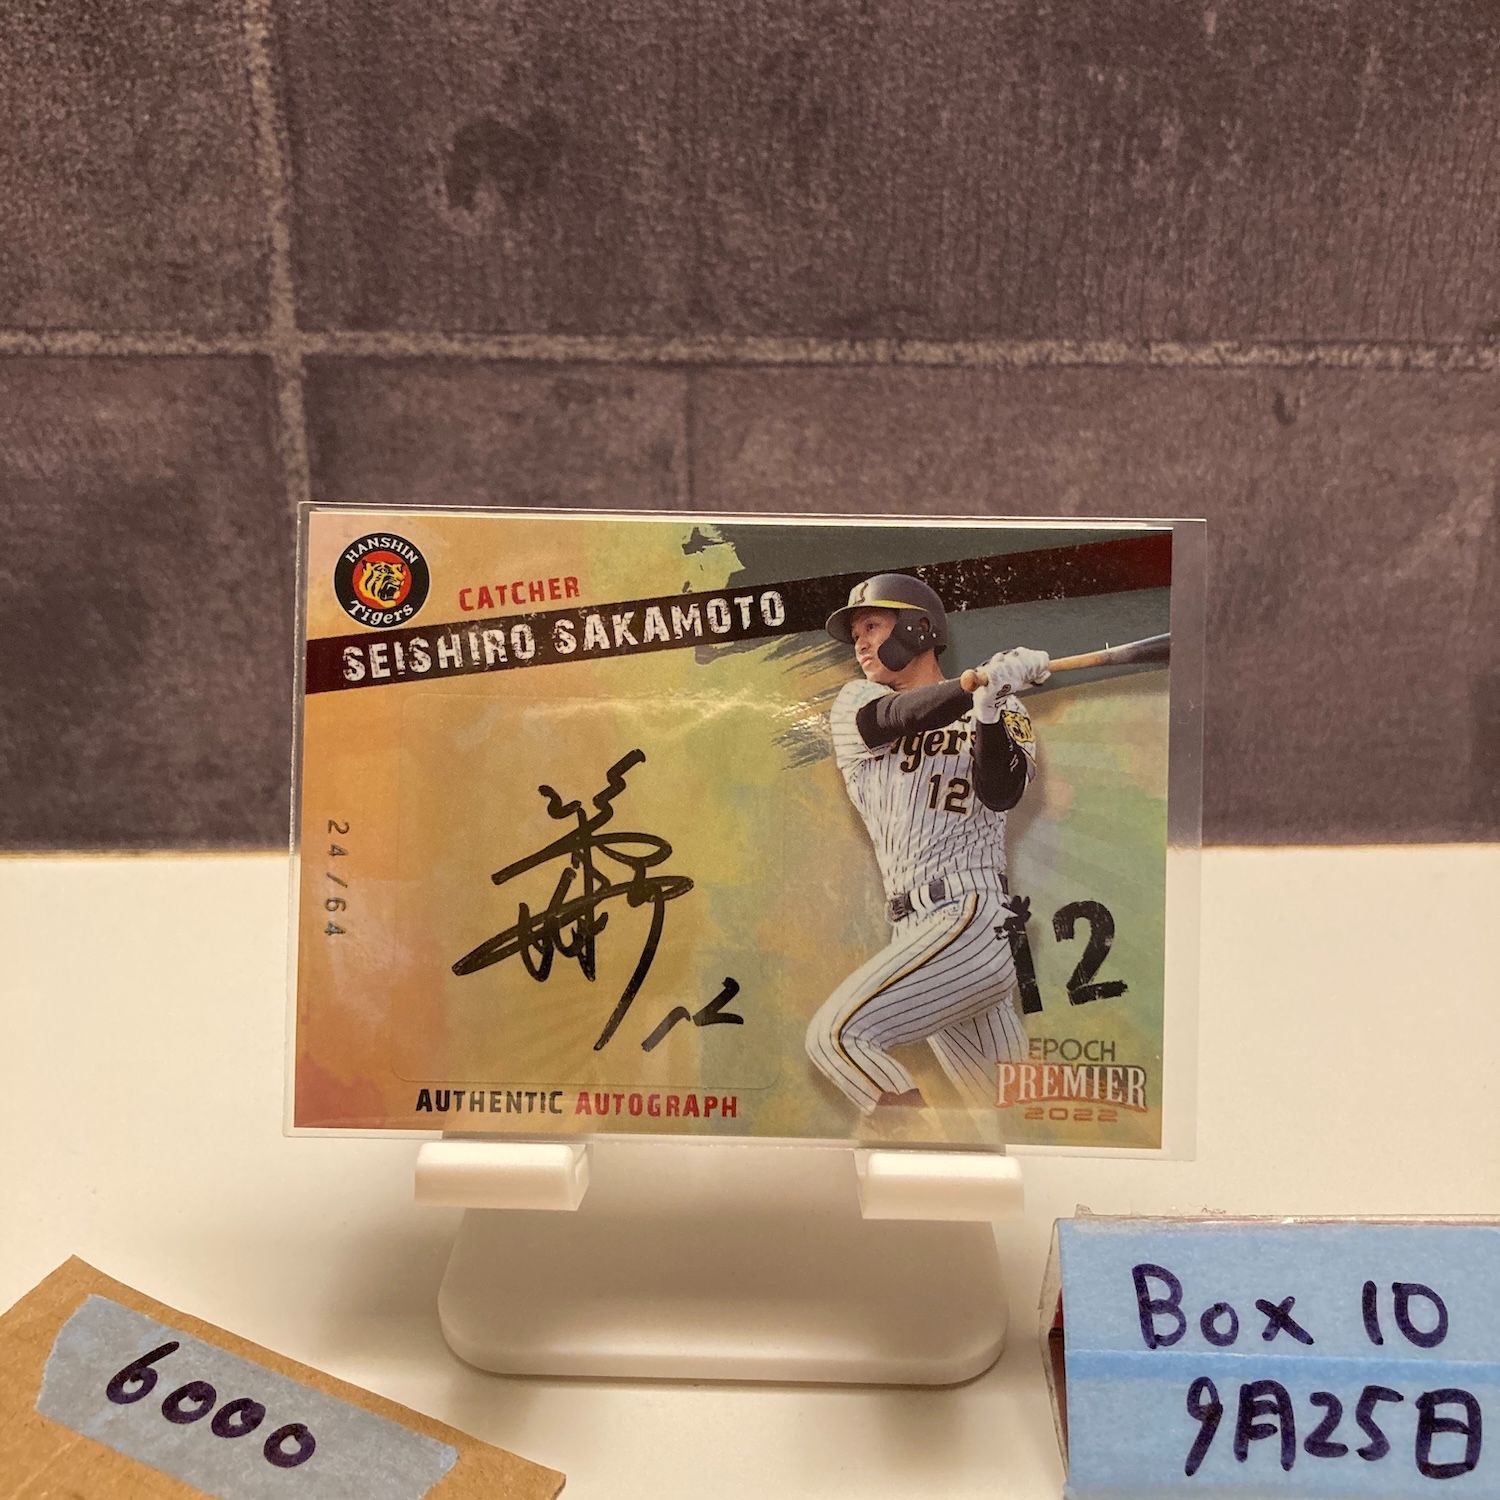 HANSHIN
Tigers
CATCHER
SEISHIRO SAKAMOTO
Tigers
12
24/64
12
12
AUTHENTIC AUTOGRAPH
EPOCH
PREMIER
2022
6000
Box 10
9月25日